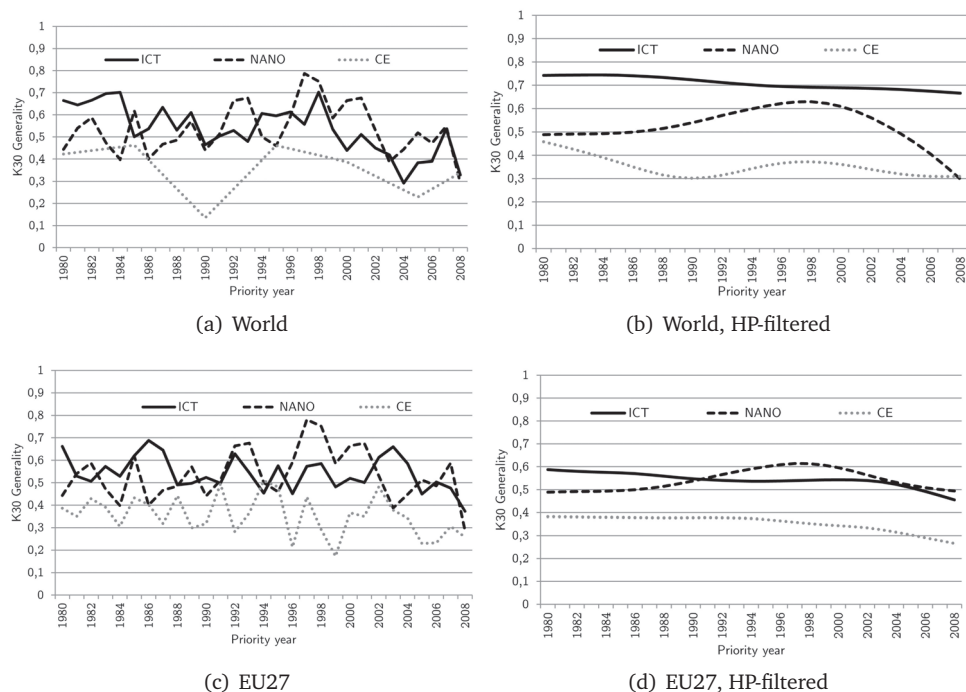 1
0,9
0,8
0,7
0,6
0,5
0,4
0,3
0,2
0,1
0
K30 Generality
ICT NANO CE
1980 1982 1984 1986 1988 1990 1992 1994 1996 1998 2000 2002 2004 2006 2008
Priority year
(a) World
1
0,9
0,8
0,7
0,6
0,5
0,4
0,3
0,2
0,1
0
K30 Generality
ICT NANO CE
1980 1982 1984 1986 1988 1990 1992 1994 1996 1998 2000 2002 2004 2006 2008
Priority year
(b) World, HP-filtered
1
0,9
0,8
0,7
0,6
0,5
0,4
0,3
0,2
0,1
0
K30 Generality
ICT NANO CE
1980 1982 1984 1986 1988 1990 1992 1994 1996 1998 2000 2002 2004 2006 2008
Priority year
(c) EU27
1
0,9
0,8
0,7
0,6
0,5
0,4
0,3
0,2
0,1
0
K30 Generality
ICT NANO CE
1980 1982 1984 1986 1988 1990 1992 1994 1996 1998 2000 2002 2004 2006 2008
Priority year
(d) EU27, HP-filtered